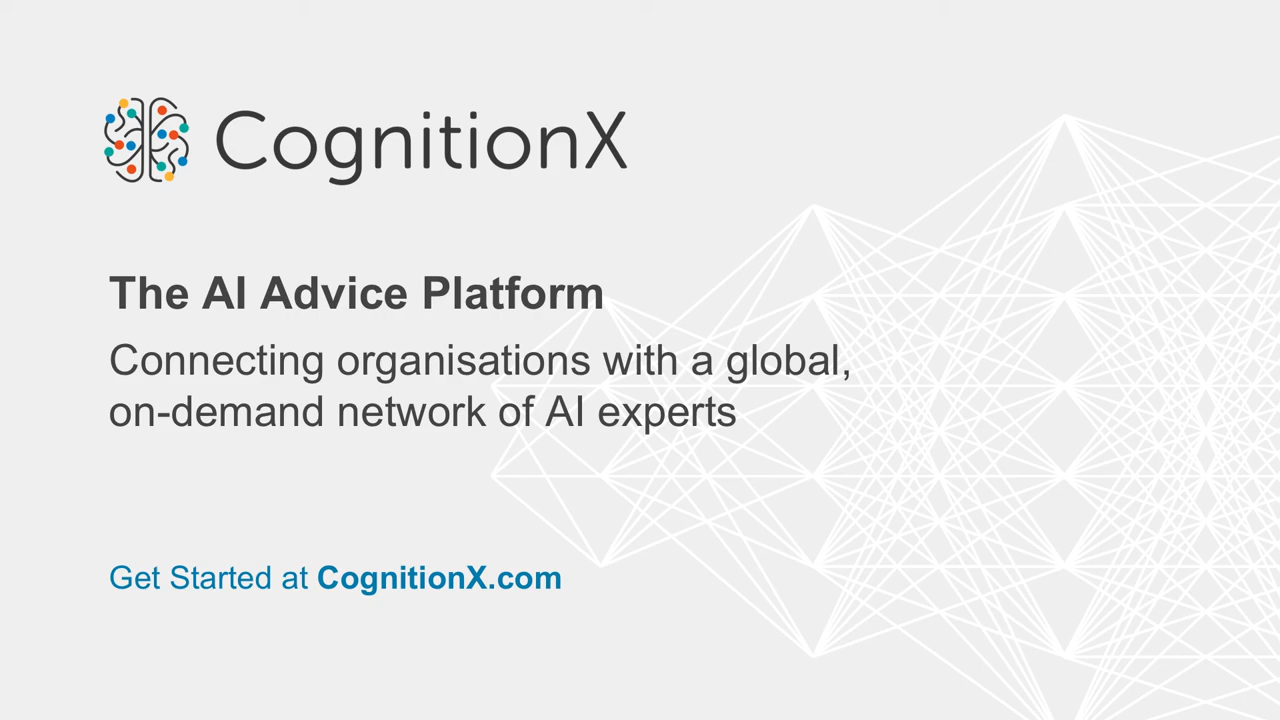 CognitionX
The AI Advice Platform
Connecting organisations with a global,
on-demand network of AI experts
Get Started at CognitionX.com